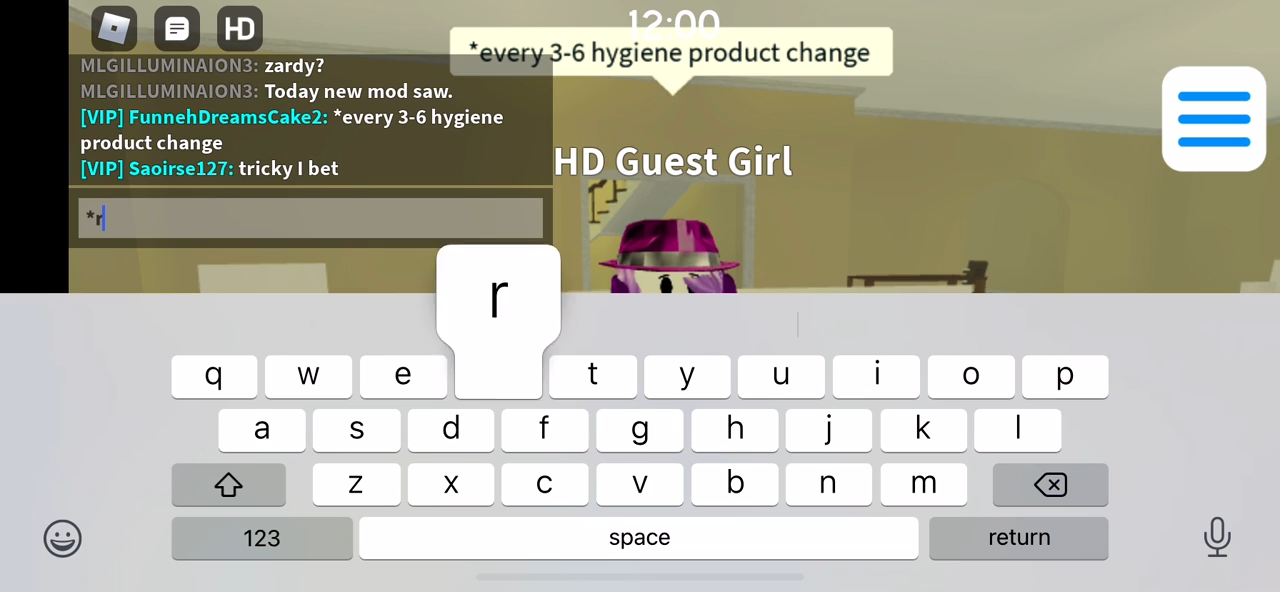 HD
12:00
*every 3-6 hygiene product change
MLGILLUMINAION3: zardy?
MLGILLUMINAION3: Today new mod saw.
[VIP] FunnehDreamsCake2: *every 3-6 hygiene
product change
[VIP] Saoirse127: tricky I bet
HD Guest Girl
*r
r
q w e t y u i o p
a s d f g h j k l
z x c v b n m
123 space return